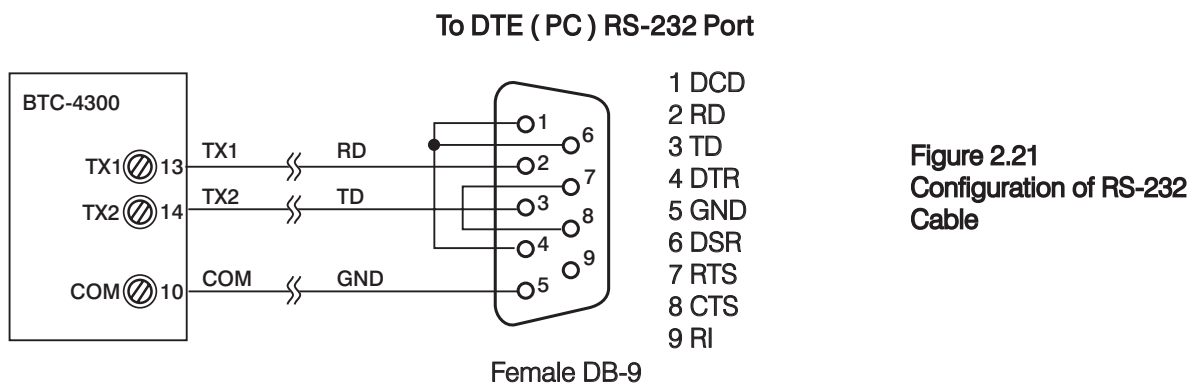 To DTE ( PC ) RS-232 Port
BTC-4300
TX1 13 TX1 RD
TX2 14 TX2 TD
COM 10 COM GND
1
2
3
4
5
6
7
8
9
1 DCD
2 RD
3 TD
4 DTR
5 GND
6 DSR
7 RTS
8 CTS
9 RI
Female DB-9
Figure 2.21
Configuration of RS-232
Cable